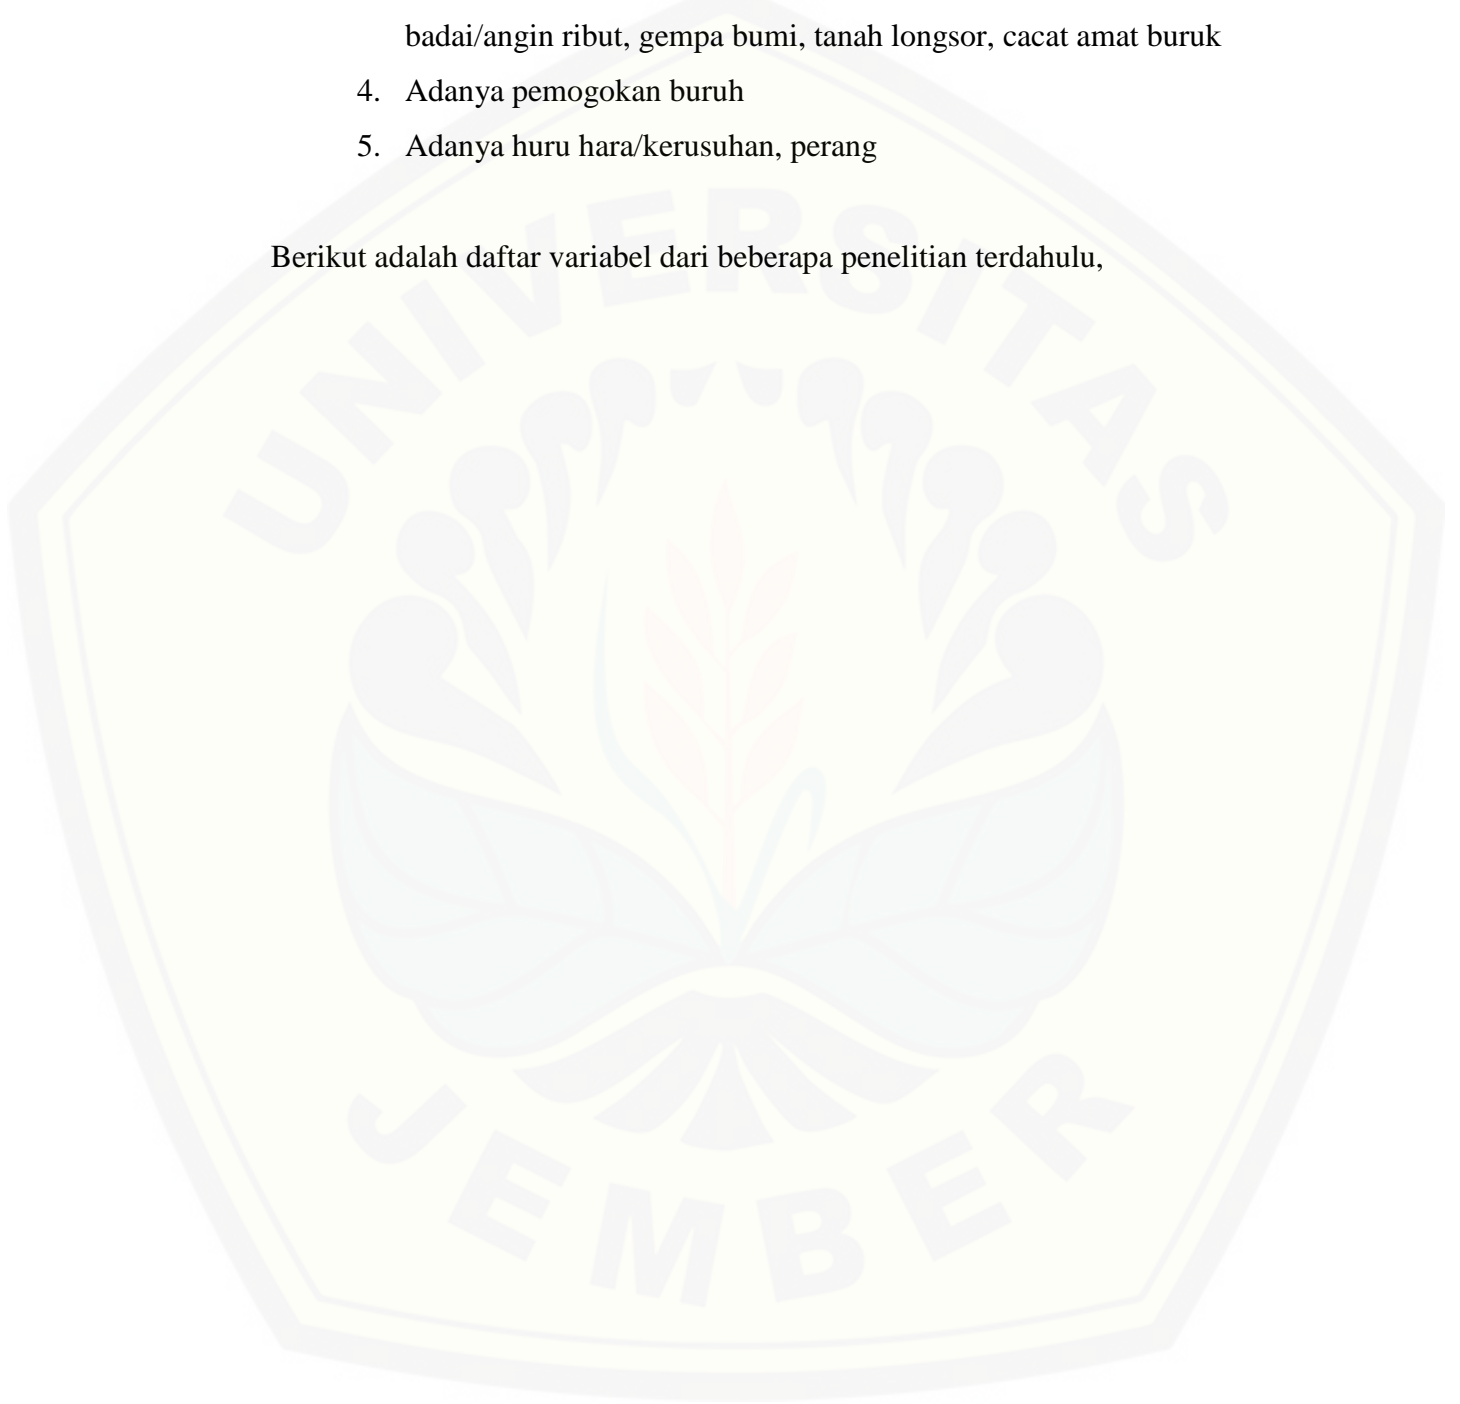 badai/angin ribut, gempa bumi, tanah longsor, cacat amat buruk
4. Adanya pemogokan buruh
5. Adanya huru hara/kerusuhan, perang
Berikut adalah daftar variabel dari beberapa penelitian terdahulu,
UNIVERSITAS
JEMBER